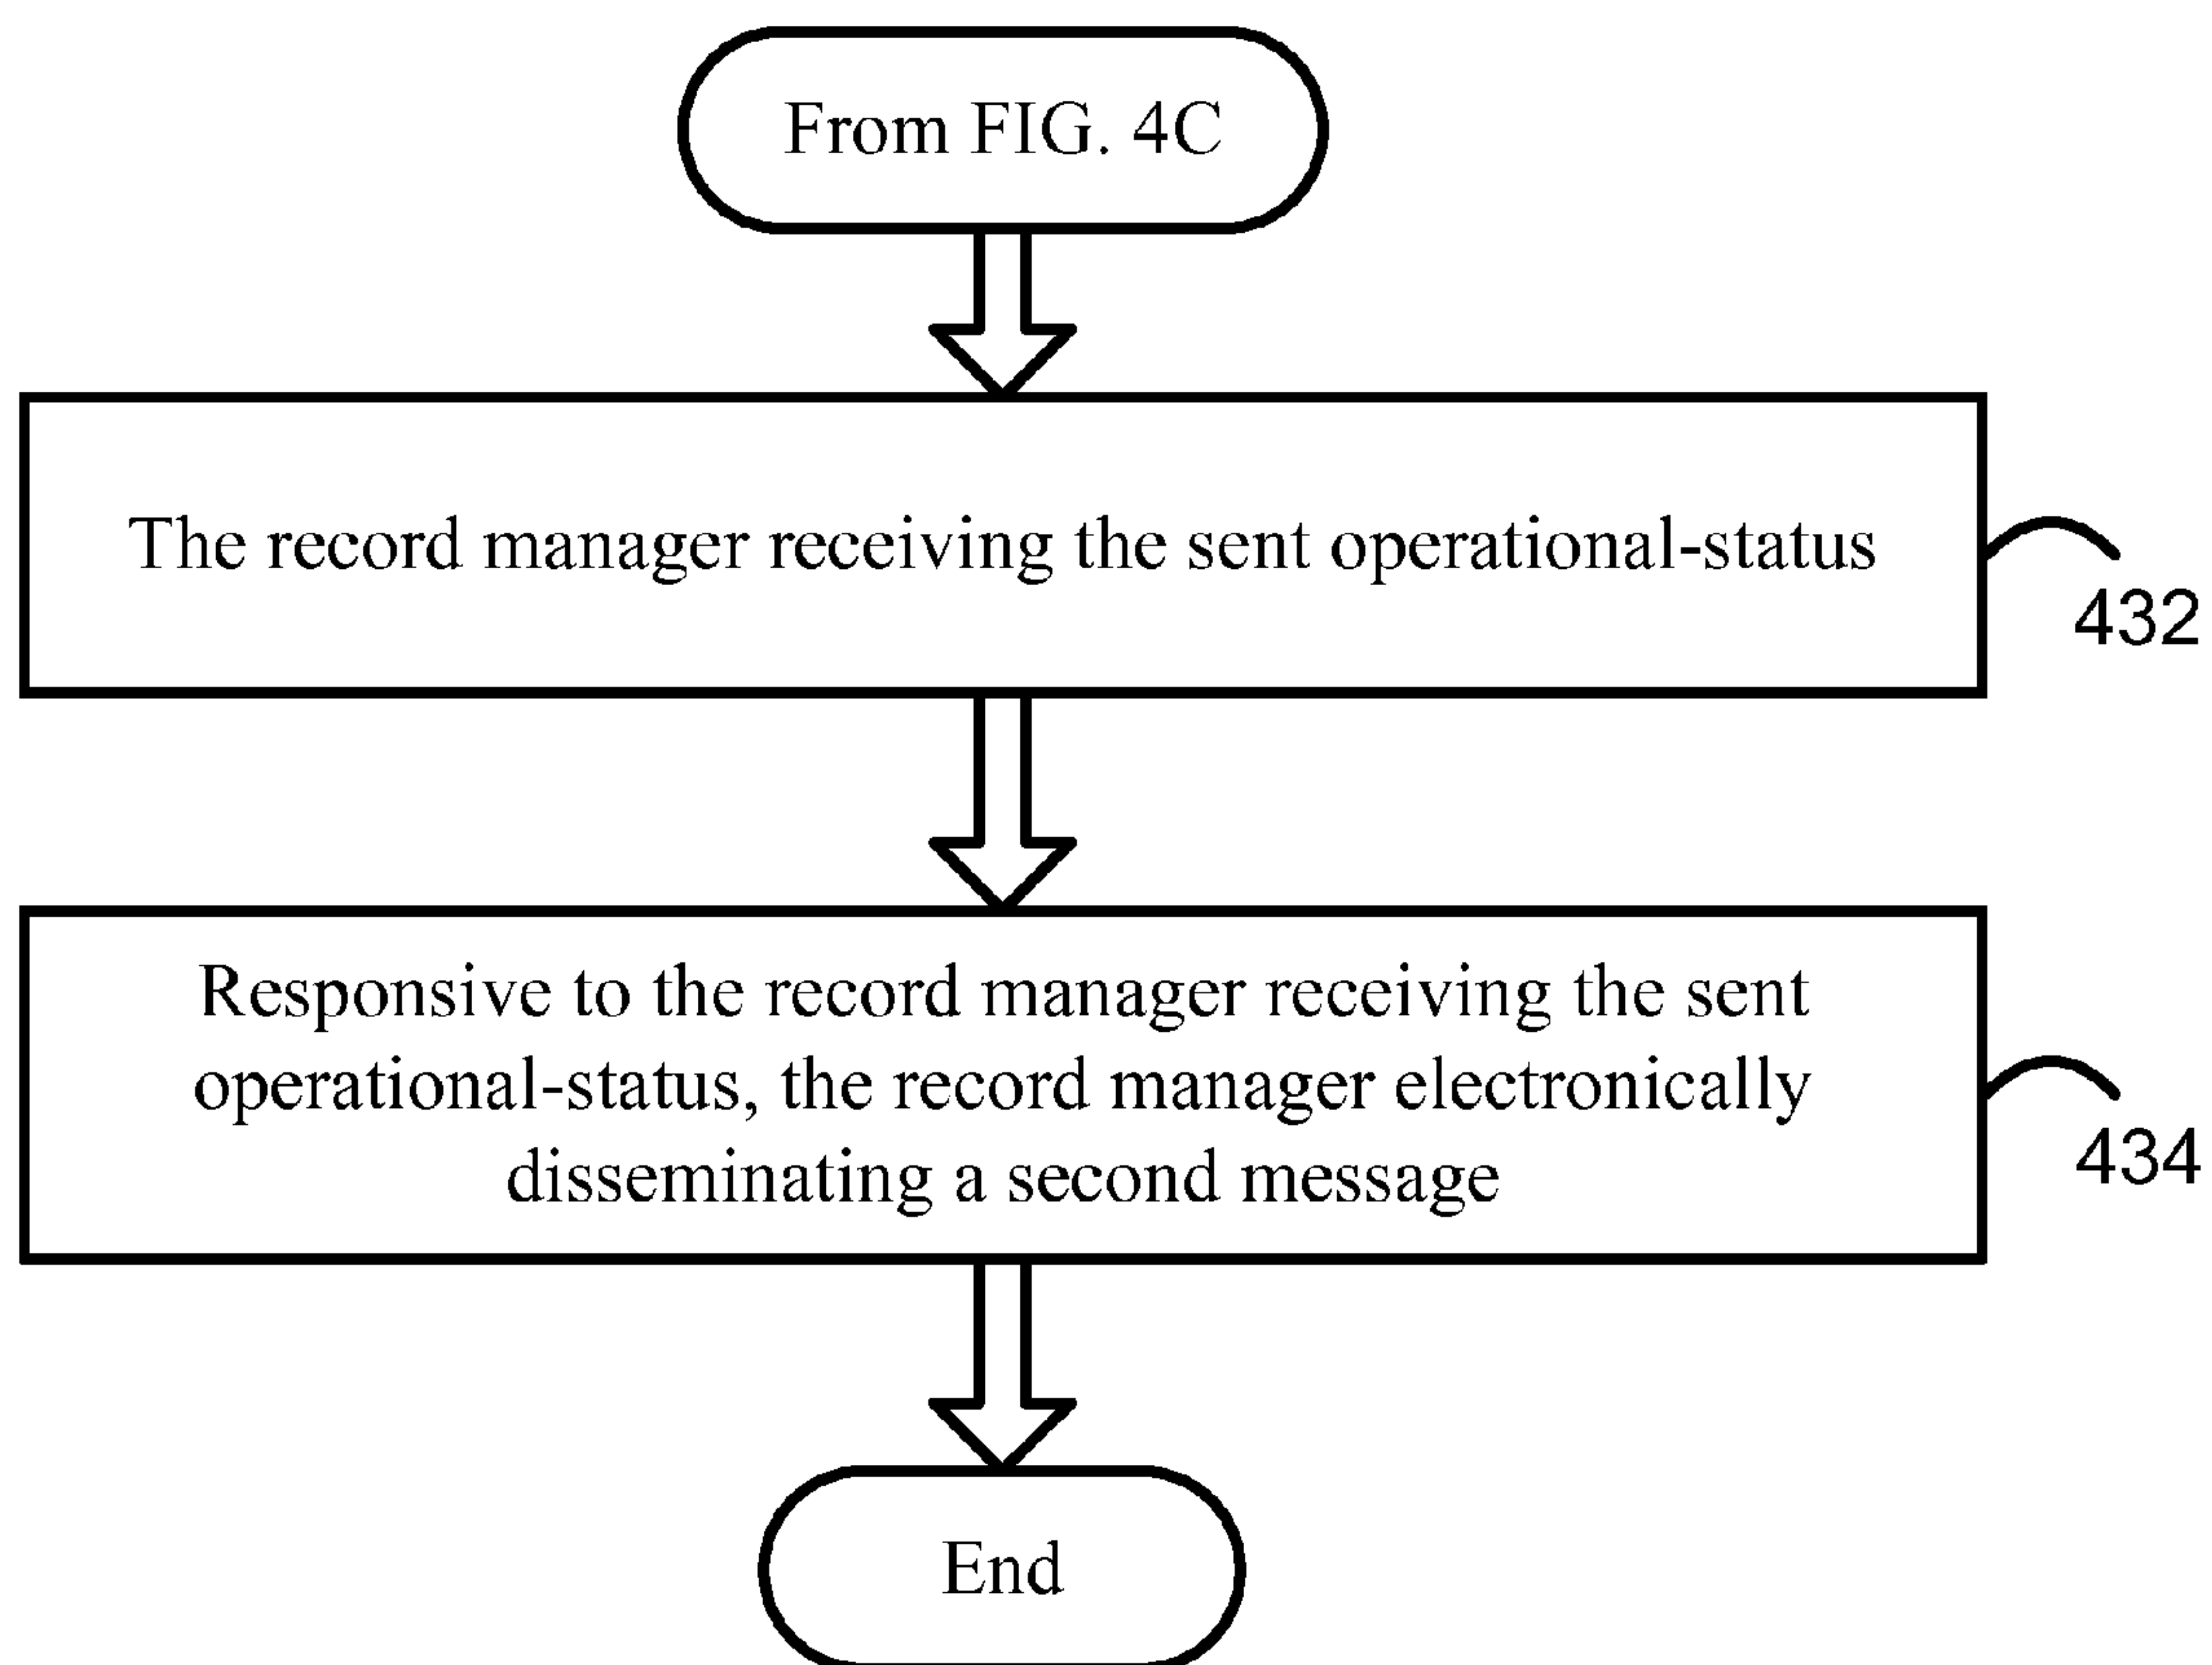 From FIG. 4C
The record manager receiving the sent operational-status
432
Responsive to the record manager receiving the sent
operational-status, the record manager electronically
disseminating a second message
434
End